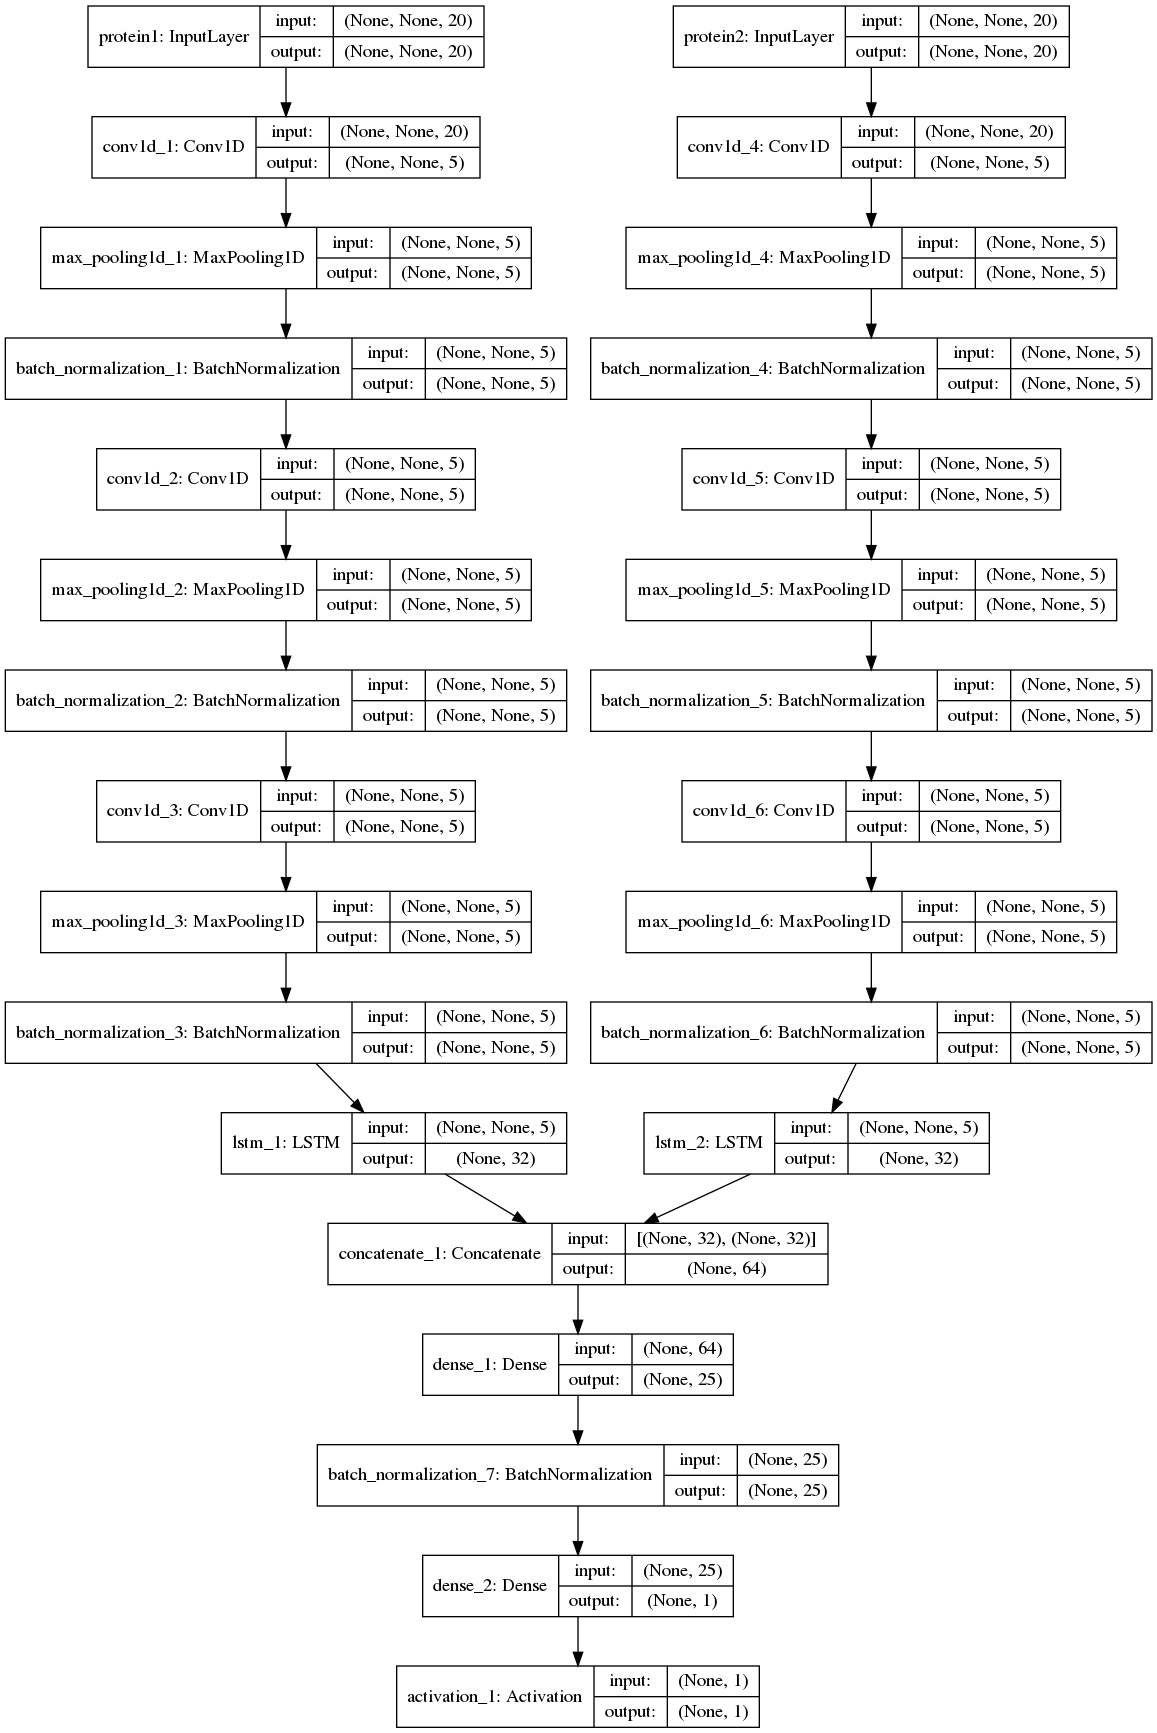 protein1: InputLayer
input:
(None, None, 20)
output:
(None, None, 20)
protein2: InputLayer
input:
(None, None, 20)
output:
(None, None, 20)
conv1d_1: Conv1D
input:
(None, None, 20)
output:
(None, None, 5)
conv1d_4: Conv1D
input:
(None, None, 20)
output:
(None, None, 5)
max_pooling1d_1: MaxPooling1D
input:
(None, None, 5)
output:
(None, None, 5)
max_pooling1d_4: MaxPooling1D
input:
(None, None, 5)
output:
(None, None, 5)
batch_normalization_1: BatchNormalization
input:
(None, None, 5)
output:
(None, None, 5)
batch_normalization_4: BatchNormalization
input:
(None, None, 5)
output:
(None, None, 5)
conv1d_2: Conv1D
input:
(None, None, 5)
output:
(None, None, 5)
conv1d_5: Conv1D
input:
(None, None, 5)
output:
(None, None, 5)
max_pooling1d_2: MaxPooling1D
input:
(None, None, 5)
output:
(None, None, 5)
max_pooling1d_5: MaxPooling1D
input:
(None, None, 5)
output:
(None, None, 5)
batch_normalization_2: BatchNormalization
input:
(None, None, 5)
output:
(None, None, 5)
batch_normalization_5: BatchNormalization
input:
(None, None, 5)
output:
(None, None, 5)
conv1d_3: Conv1D
input:
(None, None, 5)
output:
(None, None, 5)
conv1d_6: Conv1D
input:
(None, None, 5)
output:
(None, None, 5)
max_pooling1d_3: MaxPooling1D
input:
(None, None, 5)
output:
(None, None, 5)
max_pooling1d_6: MaxPooling1D
input:
(None, None, 5)
output:
(None, None, 5)
batch_normalization_3: BatchNormalization
input:
(None, None, 5)
output:
(None, None, 5)
batch_normalization_6: BatchNormalization
input:
(None, None, 5)
output:
(None, None, 5)
lstm_1: LSTM
input:
(None, None, 5)
output:
(None, 32)
lstm_2: LSTM
input:
(None, None, 5)
output:
(None, 32)
concatenate_1: Concatenate
input:
[(None, 32), (None, 32)]
output:
(None, 64)
dense_1: Dense
input:
(None, 64)
output:
(None, 25)
batch_normalization_7: BatchNormalization
input:
(None, 25)
output:
(None, 25)
dense_2: Dense
input:
(None, 25)
output:
(None, 1)
activation_1: Activation
input:
(None, 1)
output:
(None, 1)